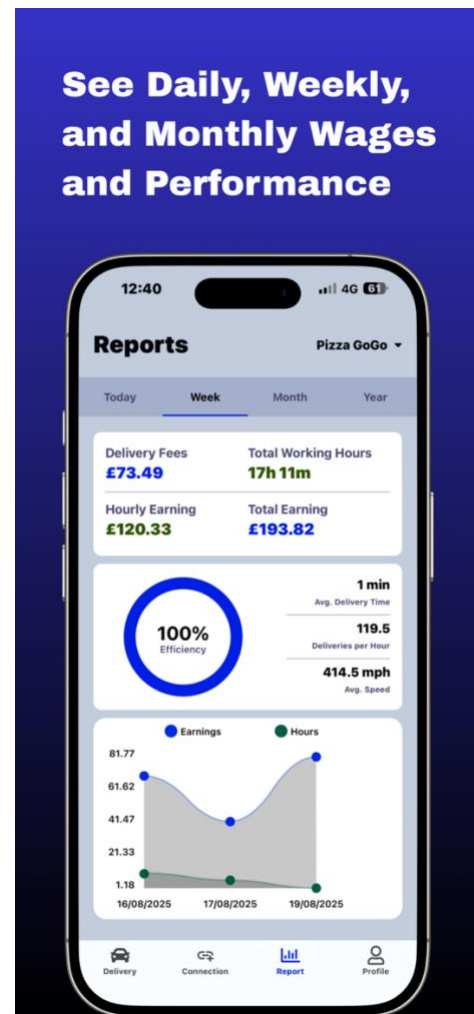 See Daily, Weekly,
and Monthly Wages
and Performance
12:40
4G 61
Reports
Pizza GoGo
Today Week Month Year
Delivery Fees Total Working Hours
£73.49 17h 11m
Hourly Earning Total Earning
£120.33 £193.82
100%
Efficiency
1 min
Avg. Delivery Time
119.5
Deliveries per Hour
414.5 mph
Avg. Speed
Earnings Hours
81.77
61.62
41.47
21.33
1.18
16/08/2025 17/08/2025 19/08/2025
Delivery Connection Report Profile